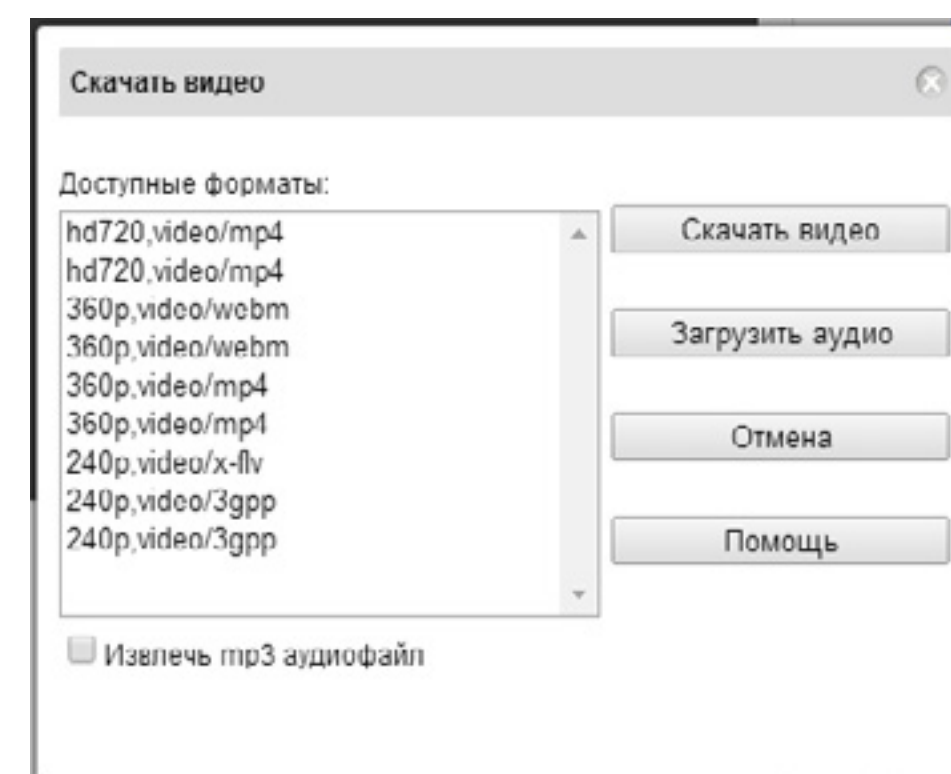 Скачать видео
Доступные форматы:
hd720,video/mp4
hd720,video/mp4
360p,video/webm
360p,video/webm
360p,video/mp4
360p,video/mp4
240p,video/x-flv
240p,video/3gpp
240p,video/3gpp
Скачать видео
Загрузить аудио
Отмена
Помощь
Извлечь mp3 аудиофайл